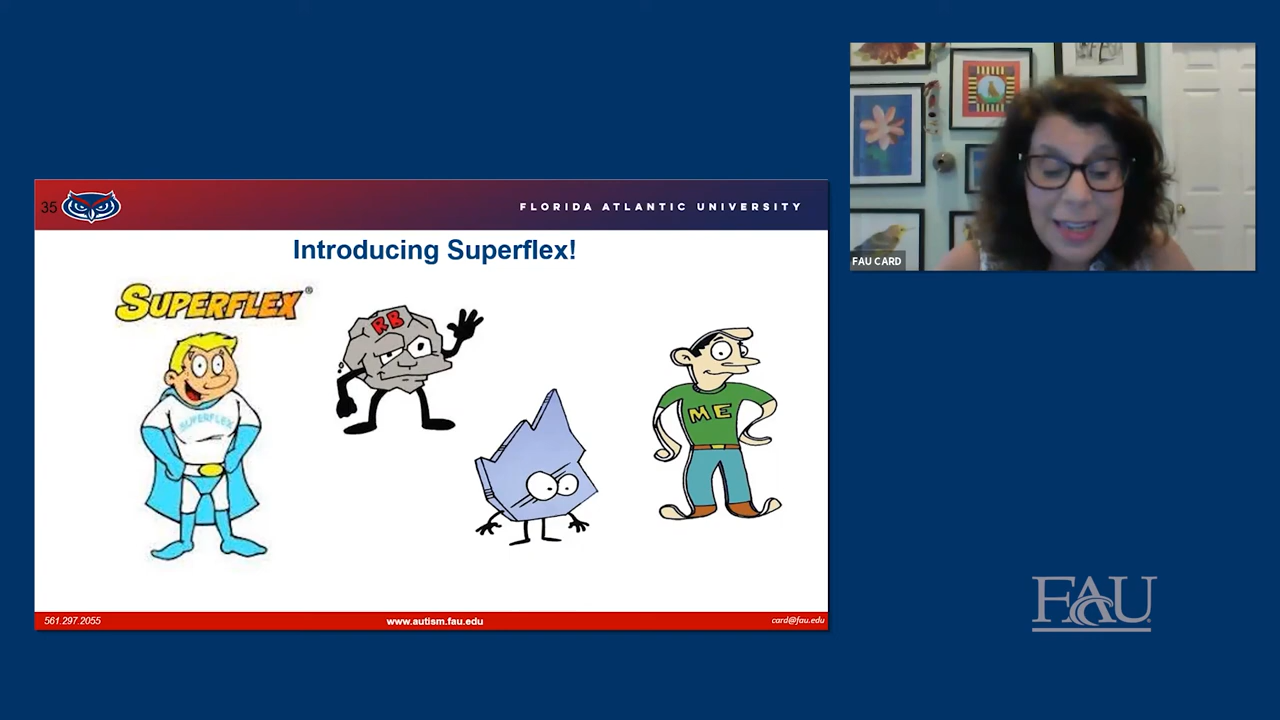 35
FLORIDA ATLANTIC UNIVERSITY
Introducing Superflex!
SUPERFLEX®
RB
SUPERFLEX
ME
561.297.2055
www.autism.fau.edu
card@fau.edu
FAU CARD
FAU